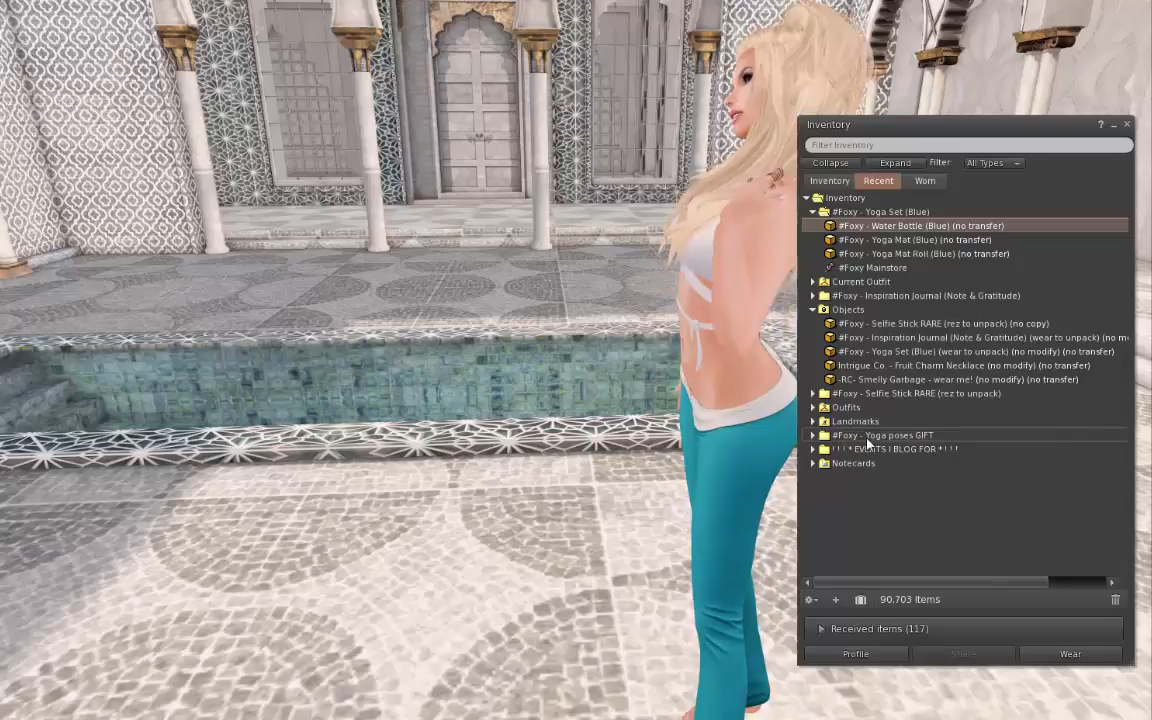 Inventory ? _ ×
Filter Inventory
Collapse Expand Filter All Types
Inventory Recent Worn
Inventory
#Foxy - Yoga Set (Blue)
#Foxy - Water Bottle (Blue) (no transfer)
#Foxy - Yoga Mat (Blue) (no transfer)
#Foxy - Yoga Mat Roll (Blue) (no transfer)
#Foxy Mainstore
Current Outfit
#Foxy - Inspiration Journal (Note & Gratitude)
Objects
#Foxy - Selfie Stick RARE (rez to unpack) (no copy)
#Foxy - Inspiration Journal (Note & Gratitude) (wear to unpack) (no m
#Foxy - Yoga Set (Blue) (wear to unpack) (no modify) (no transfer)
Intrigue Co. - Fruit Charm Necklace (no modify) (no transfer)
-RC- Smelly Garbage - wear me! (no modify) (no transfer)
#Foxy - Selfie Stick RARE (rez to unpack)
Outfits
Landmarks
#Foxy - Yoga poses GIFT
! ! ! * EVENTS I BLOG FOR * ! ! !
Notecards
90,703 Items
Received items (117)
Profile Share Wear